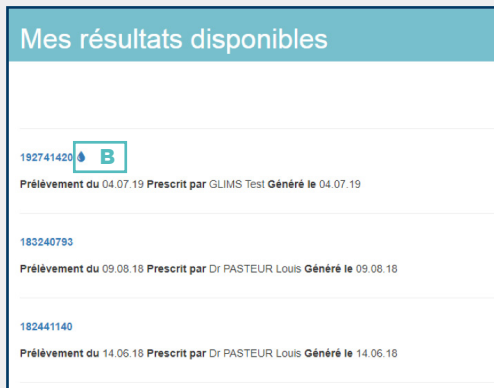 Mes résultats disponibles
192741420 B
Prélèvement du 04.07.19 Prescrit par GLIMS Test Généré le 04.07.19
183240793
Prélèvement du 09.08.18 Prescrit par Dr PASTEUR Louis Généré le 09.08.18
182441140
Prélèvement du 14.06.18 Prescrit par Dr PASTEUR Louis Généré le 14.06.18